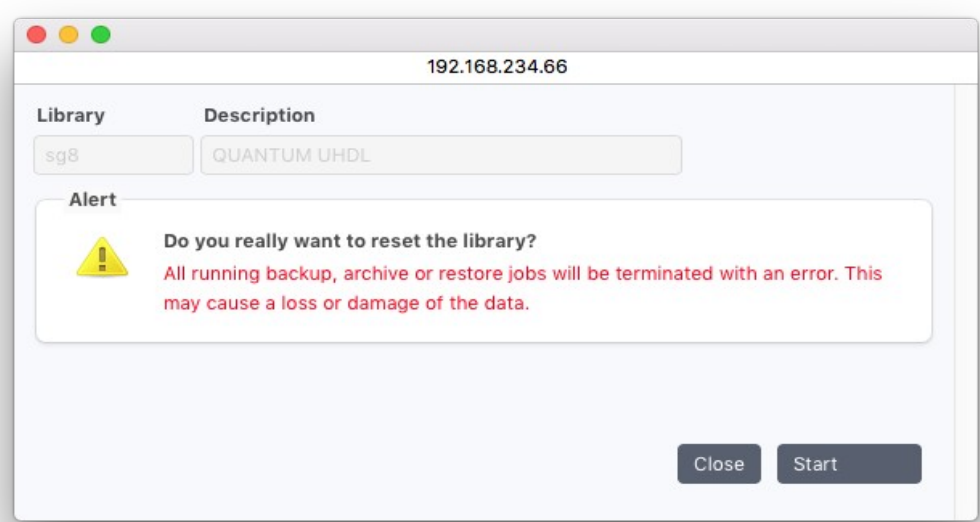 192.168.234.66
Library Description
sg8 QUANTUM UHDL
Alert
Do you really want to reset the library?
All running backup, archive or restore jobs will be terminated with an error. This
may cause a loss or damage of the data.
Close Start